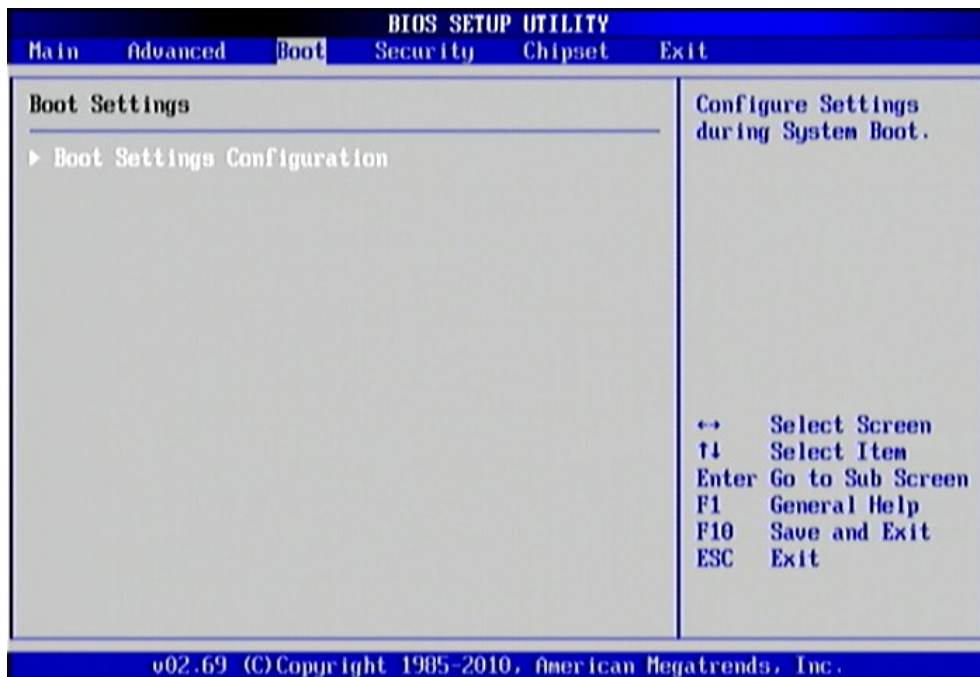 BIOS SETUP UTILITY
Main Advanced Boot Security Chipset Exit
Boot Settings
▶ Boot Settings Configuration
Configure Settings
during System Boot.
↔ Select Screen
↑↓ Select Item
Enter Go to Sub Screen
F1 General Help
F10 Save and Exit
ESC Exit
v02.69 (C)Copyright 1985-2010, American Megatrends, Inc.